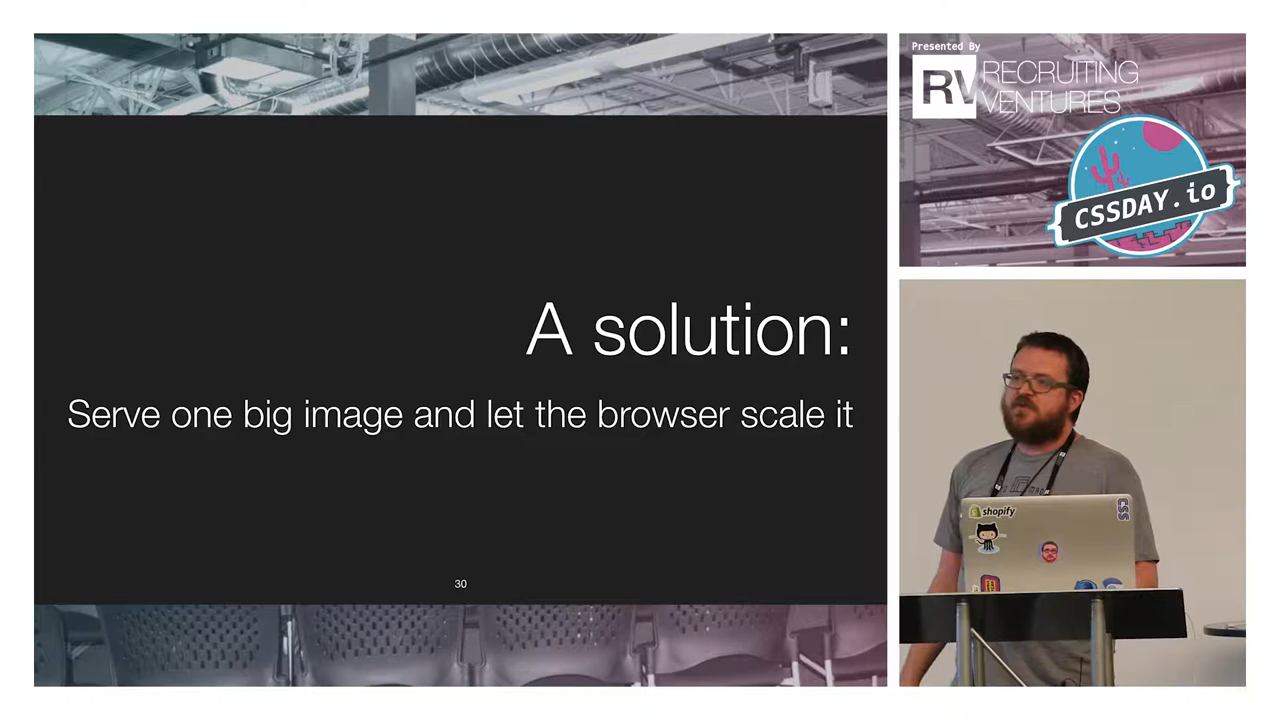 A solution:
Serve one big image and let the browser scale it
30
Presented By
RV RECRUITING
VENTURES
{CSSDAY.io}
shopify
CSS